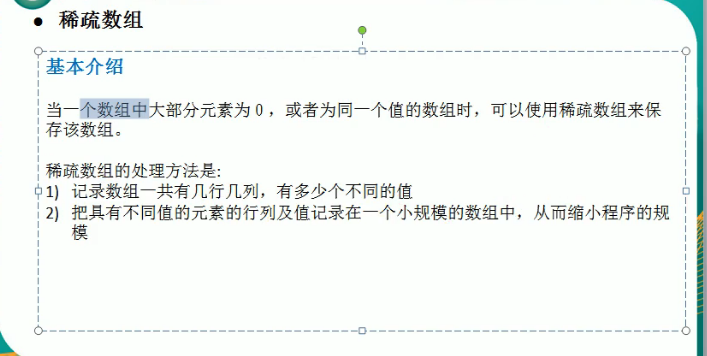 ● 稀疏数组
基本介绍
当一个数组中大部分元素为０，或者为同一个值的数组时，可以使用稀疏数组来保
存该数组。
稀疏数组的处理方法是:
1) 记录数组一共有几行几列，有多少个不同的值
2) 把具有不同值的元素的行列及值记录在一个小规模的数组中，从而缩小程序的规
模